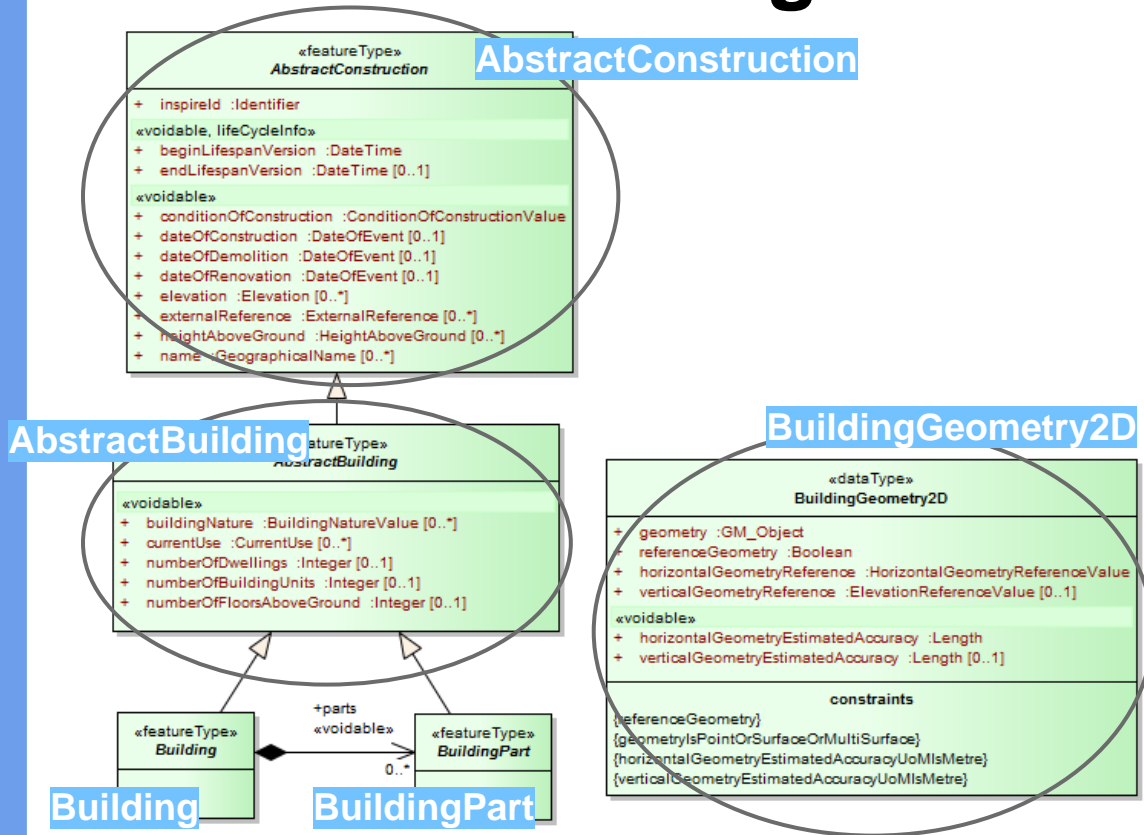 g
«featureType»
AbstractConstruction
AbstractConstruction
+ inspireId :Identifier
«voidable, lifeCycleInfo»
+ beginLifespanVersion :DateTime
+ endLifespanVersion :DateTime [0..1]
«voidable»
+ conditionOfConstruction :ConditionOfConstructionValue
+ dateOfConstruction :DateOfEvent [0..1]
+ dateOfDemolition :DateOfEvent [0..1]
+ dateOfRenovation :DateOfEvent [0..1]
+ elevation :Elevation [0..*]
+ externalReference :ExternalReference [0..*]
+ heightAboveGround :HeightAboveGround [0..*]
+ name :GeographicalName [0..*]
AbstractBuilding
atureType»
AbstractBuilding
«voidable»
+ buildingNature :BuildingNatureValue [0..*]
+ currentUse :CurrentUse [0..*]
+ numberOfDwellings :Integer [0..1]
+ numberOfBuildingUnits :Integer [0..1]
+ numberOfFloorsAboveGround :Integer [0..1]
BuildingGeometry2D
«dataType»
BuildingGeometry2D
+ geometry :GM_Object
+ referenceGeometry :Boolean
+ horizontalGeometryReference :HorizontalGeometryReferenceValue
+ verticalGeometryReference :ElevationReferenceValue [0..1]
«voidable»
+ horizontalGeometryEstimatedAccuracy :Length
+ verticalGeometryEstimatedAccuracy :Length [0..1]
constraints
{referenceGeometry}
{geometryIsPointOrSurfaceOrMultiSurface}
{horizontalGeometryEstimatedAccuracyUoMIsMetre}
{verticalGeometryEstimatedAccuracyUoMIsMetre}
«featureType»
Building
+parts
«voidable»
0..*
«featureType»
BuildingPart
Building
BuildingPart